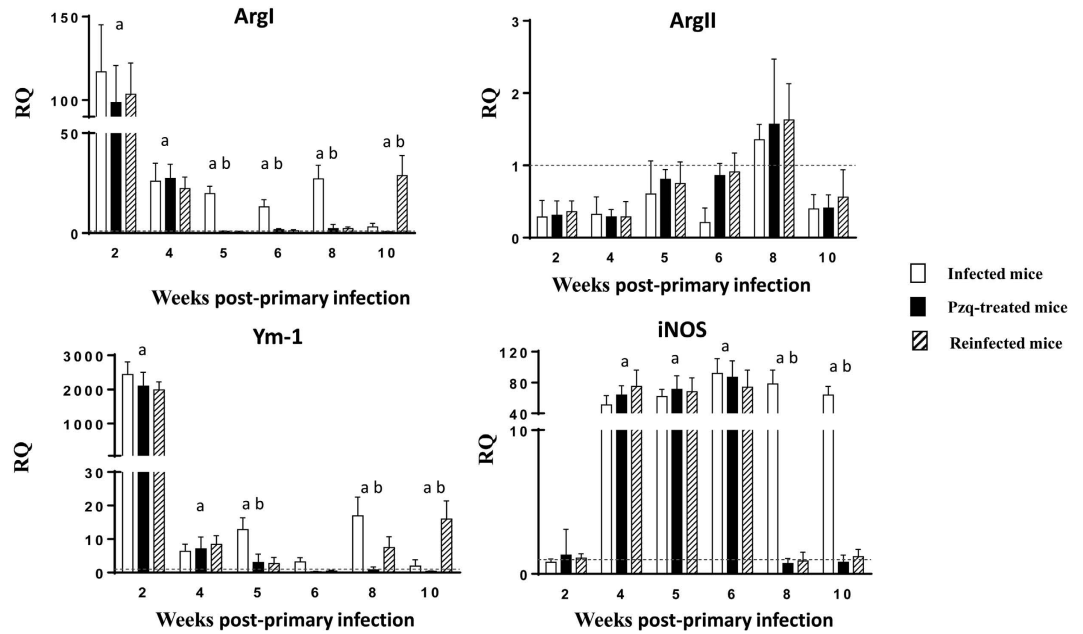 ArgI
150
100
50
0
RQ
a
a
a b
a b
a b
a b
2 4 5 6 8 10
Weeks post-primary infection
ArgII
3
2
1
0
RQ
2 4 5 6 8 10
Weeks post-primary infection
Infected mice
Pzq-treated mice
Reinfected mice
Ym-1
3000
2000
1000
30
20
10
0
RQ
a
a
a b
a b
a b
2 4 5 6 8 10
Weeks post-primary infection
iNOS
120
80
40
10
0
RQ
a
a
a
a b
a b
2 4 5 6 8 10
Weeks post-primary infection